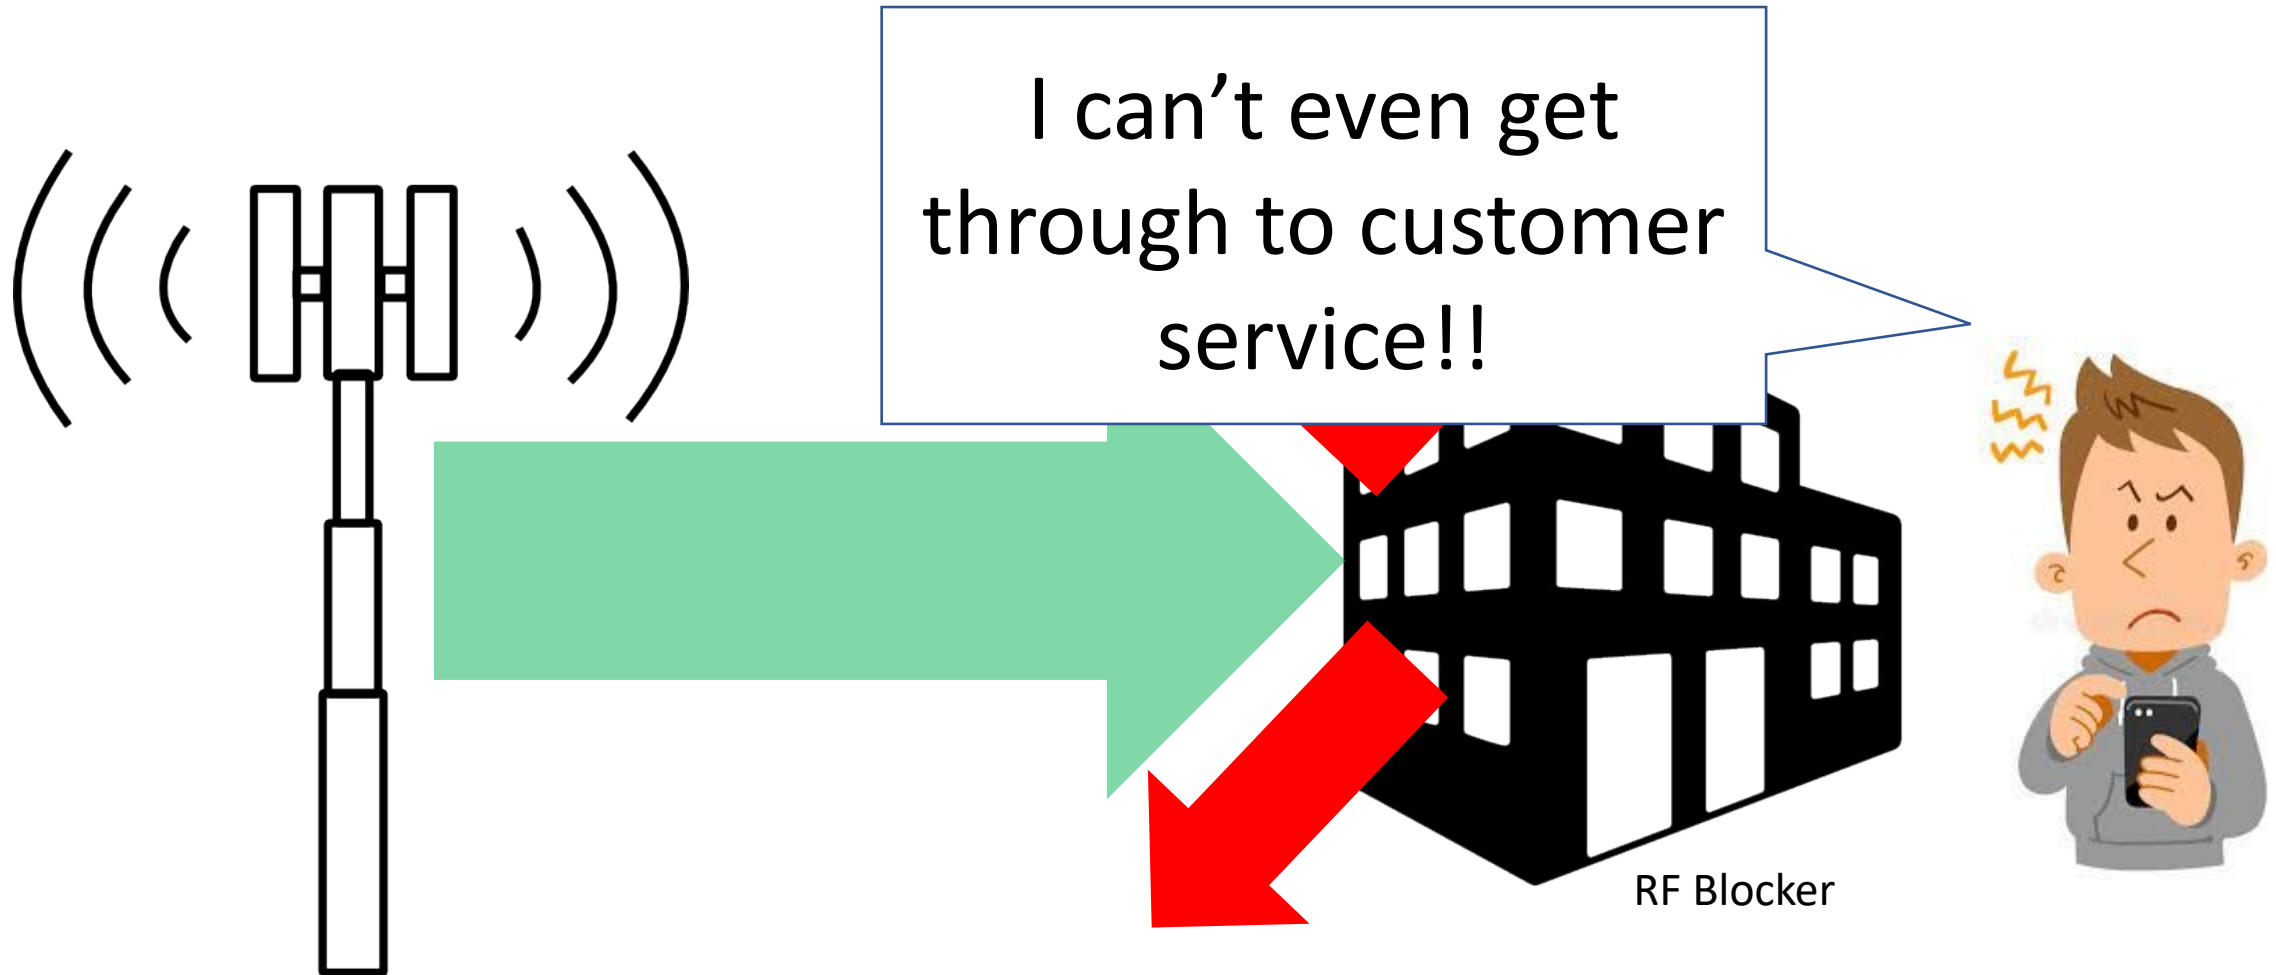 I can’t even get
through to customer
service!!
RF Blocker